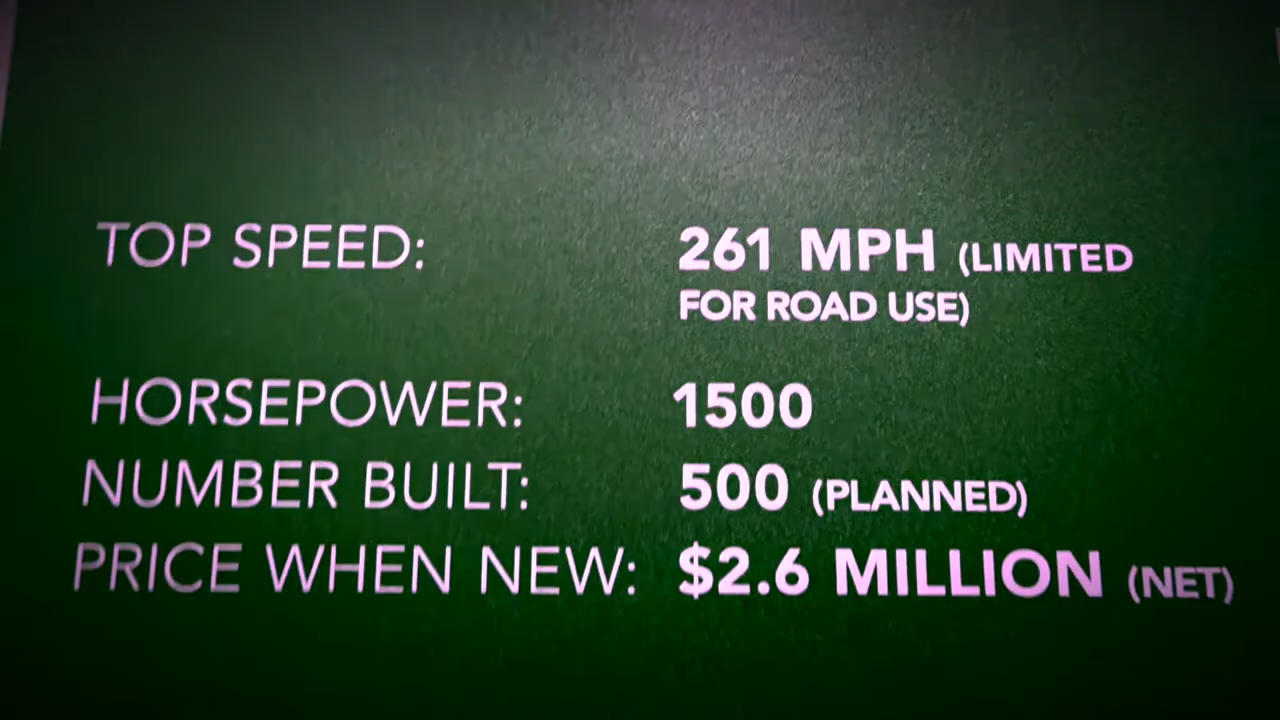 TOP SPEED: 261 MPH (LIMITED
FOR ROAD USE)
HORSEPOWER: 1500
NUMBER BUILT: 500 (PLANNED)
PRICE WHEN NEW: $2.6 MILLION (NET)